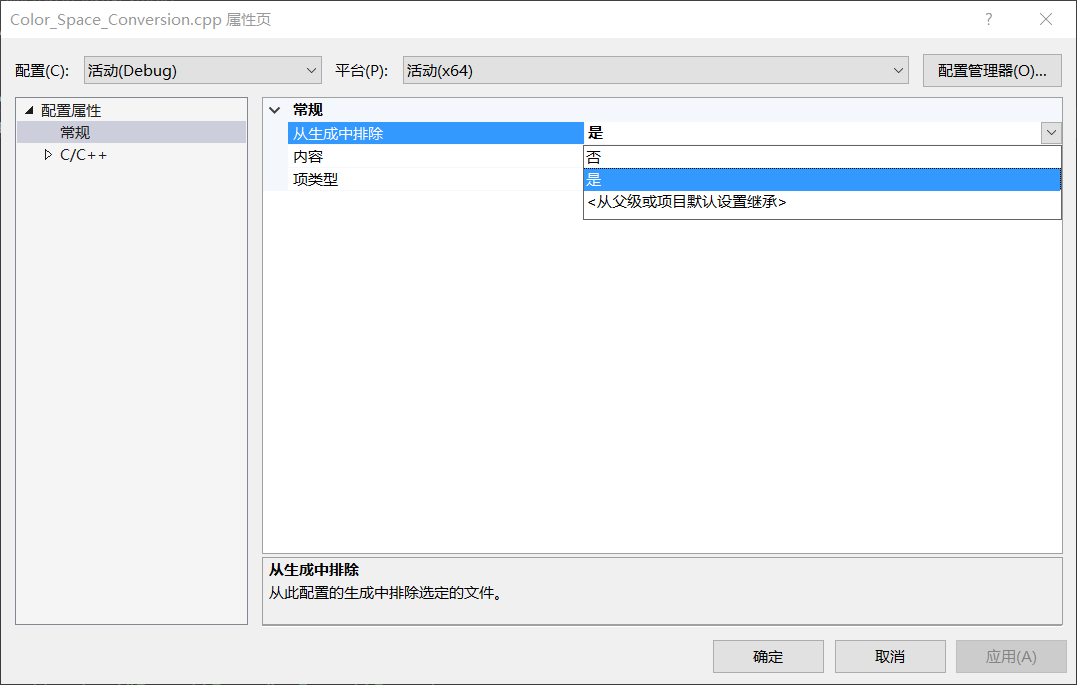 Color_Space_Conversion.cpp 属性页
?
配置(C): 活动(Debug) 平台(P): 活动(x64) 配置管理器(O)...
配置属性
常规
C/C++
常规
从生成中排除 是
内容
项类型
否
是
<从父级或项目默认设置继承>
从生成中排除
从此配置的生成中排除选定的文件。
确定 取消 应用(A)